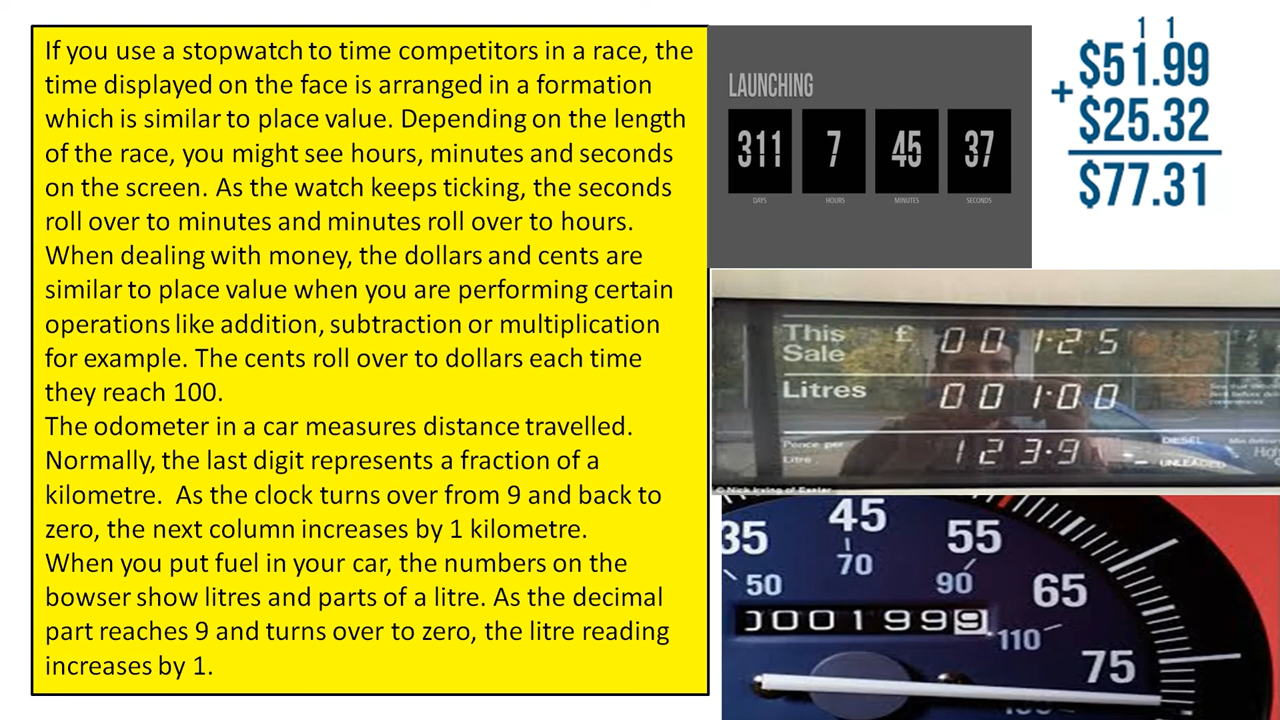 If you use a stopwatch to time competitors in a race, the
time displayed on the face is arranged in a formation
which is similar to place value. Depending on the length
of the race, you might see hours, minutes and seconds
on the screen. As the watch keeps ticking, the seconds
roll over to minutes and minutes roll over to hours.
When dealing with money, the dollars and cents are
similar to place value when you are performing certain
operations like addition, subtraction or multiplication
for example. The cents roll over to dollars each time
they reach 100.
The odometer in a car measures distance travelled.
Normally, the last digit represents a fraction of a
kilometre.  As the clock turns over from 9 and back to
zero, the next column increases by 1 kilometre.
When you put fuel in your car, the numbers on the
bowser show litres and parts of a litre. As the decimal
part reaches 9 and turns over to zero, the litre reading
increases by 1.
LAUNCHING
311 7 45 37
DAYS HOURS MINUTES SECONDS
1 1
$51.99
+
$25.32
$77.31
This Sale £ 001.25
Litres 001.00
Pence per Litre 123.9
DIESEL
UNLEADED
© Nick Irving of Exeter
35 45 55 65 75
50 70 90 110
0001999